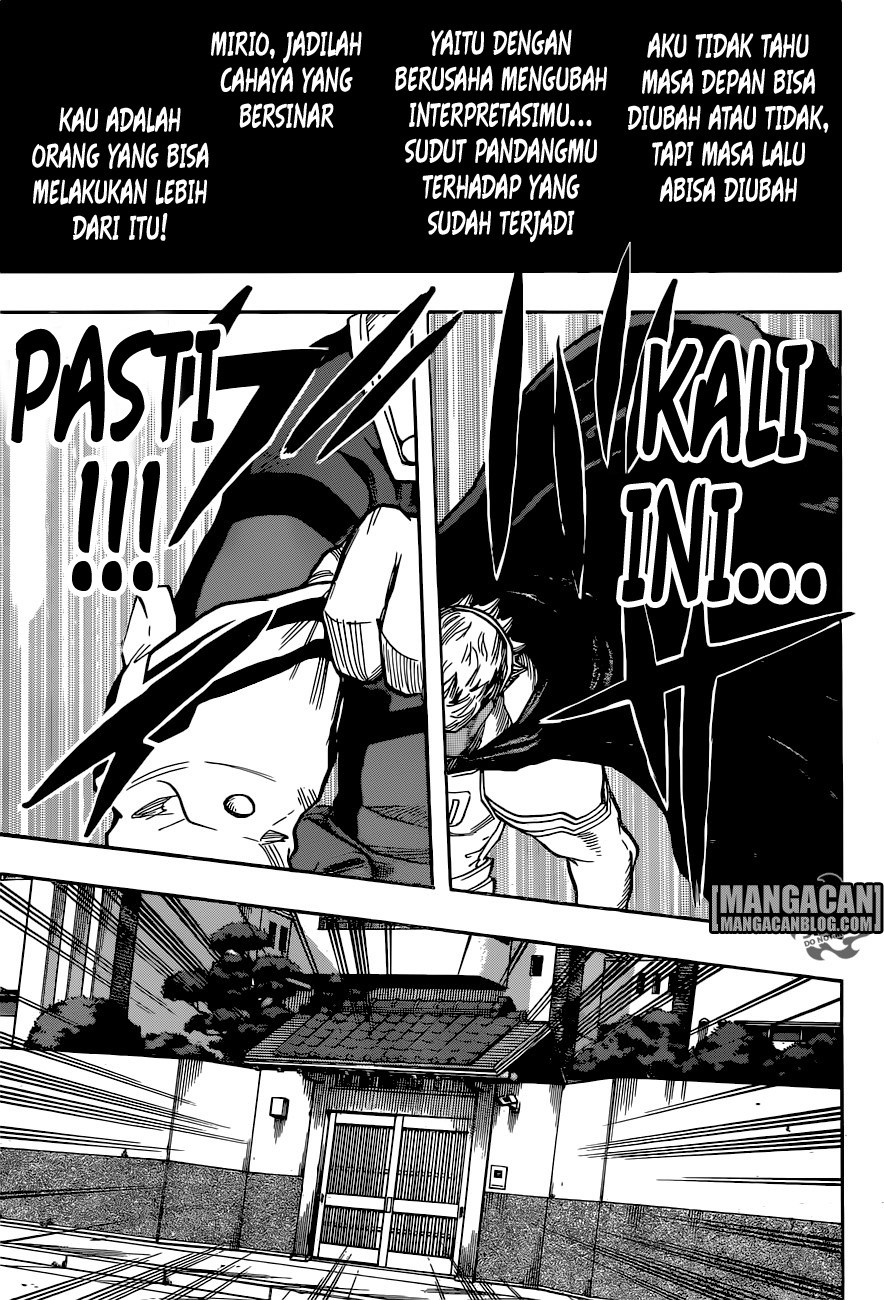 AKU TIDAK TAHU
MASA DEPAN BISA
DIUBAH ATAU TIDAK,
TAPI MASA LALU
ABISA DIUBAH
YAITU DENGAN
BERUSAHA MENGUBAH
INTERPRETASIMU...
SUDUT PANDANGMU
TERHADAP YANG
SUDAH TERJADI
MIRIO, JADILAH
CAHAYA YANG
BERSINAR
KAU ADALAH
ORANG YANG BISA
MELAKUKAN LEBIH
DARI ITU!
KALI
INI...
PASTI
!!!
[MANGACAN]
MANGACANBLOG.COM
DO NO